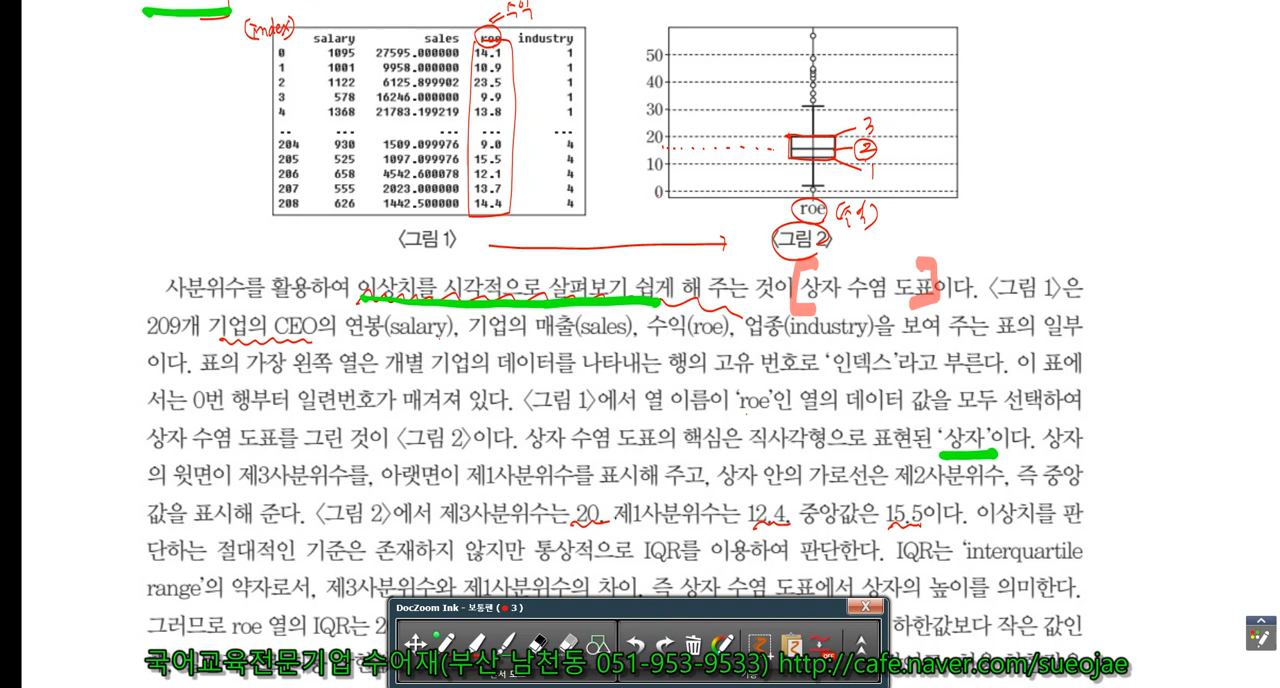 (Index)
수익
salary sales roe industry
0 1095 27595.000000 14.1 1
1 1001 9958.000000 10.9 1
2 1122 6125.899902 23.5 1
3 578 16246.000000 9.9 1
4 1368 21783.199219 13.8 1
.. ... ... ... ...
204 930 1509.099976 9.0 4
205 525 1097.099976 15.5 4
206 658 4542.600078 12.1 4
207 555 2023.000000 13.7 4
208 626 1442.500000 14.4 4
〈그림 1〉
50
40
30
20
10
0
3
2
1
roe (수익)
〈그림 2〉
사분위수를 활용하여 이상치를 시각적으로 살펴보기 쉽게 해 주는 것이 상자 수염 도표이다. 〈그림 1〉은
209개 기업의 CEO의 연봉(salary), 기업의 매출(sales), 수익(roe), 업종(industry)을 보여 주는 표의 일부
이다. 표의 가장 왼쪽 열은 개별 기업의 데이터를 나타내는 행의 고유 번호로 ‘인덱스’라고 부른다. 이 표에
서는 0번 행부터 일련번호가 매겨져 있다. 〈그림 1〉에서 열 이름이 ‘roe’인 열의 데이터 값을 모두 선택하여
상자 수염 도표를 그린 것이 〈그림 2〉이다. 상자 수염 도표의 핵심은 직사각형으로 표현된 ‘상자’이다. 상자
의 윗면이 제3사분위수를, 아랫면이 제1사분위수를 표시해 주고, 상자 안의 가로선은 제2사분위수, 즉 중앙
값을 표시해 준다. 〈그림 2〉에서 제3사분위수는 20, 제1사분위수는 12.4, 중앙값은 15.5이다. 이상치를 판
단하는 절대적인 기준은 존재하지 않지만 통상적으로 IQR를 이용하여 판단한다. IQR는 ‘interquartile
range’의 약자로서, 제3사분위수와 제1사분위수의 차이, 즉 상자 수염 도표에서 상자의 높이를 의미한다.
그러므로 roe 열의 IQR는 2 하한값보다 작은 값인
DocZoom Ink - 보통펜 ( 3 )
OFF
국어교육전문기업 수어재(부산 남천동 051-953-9533) http://cafe.naver.com/sueojae